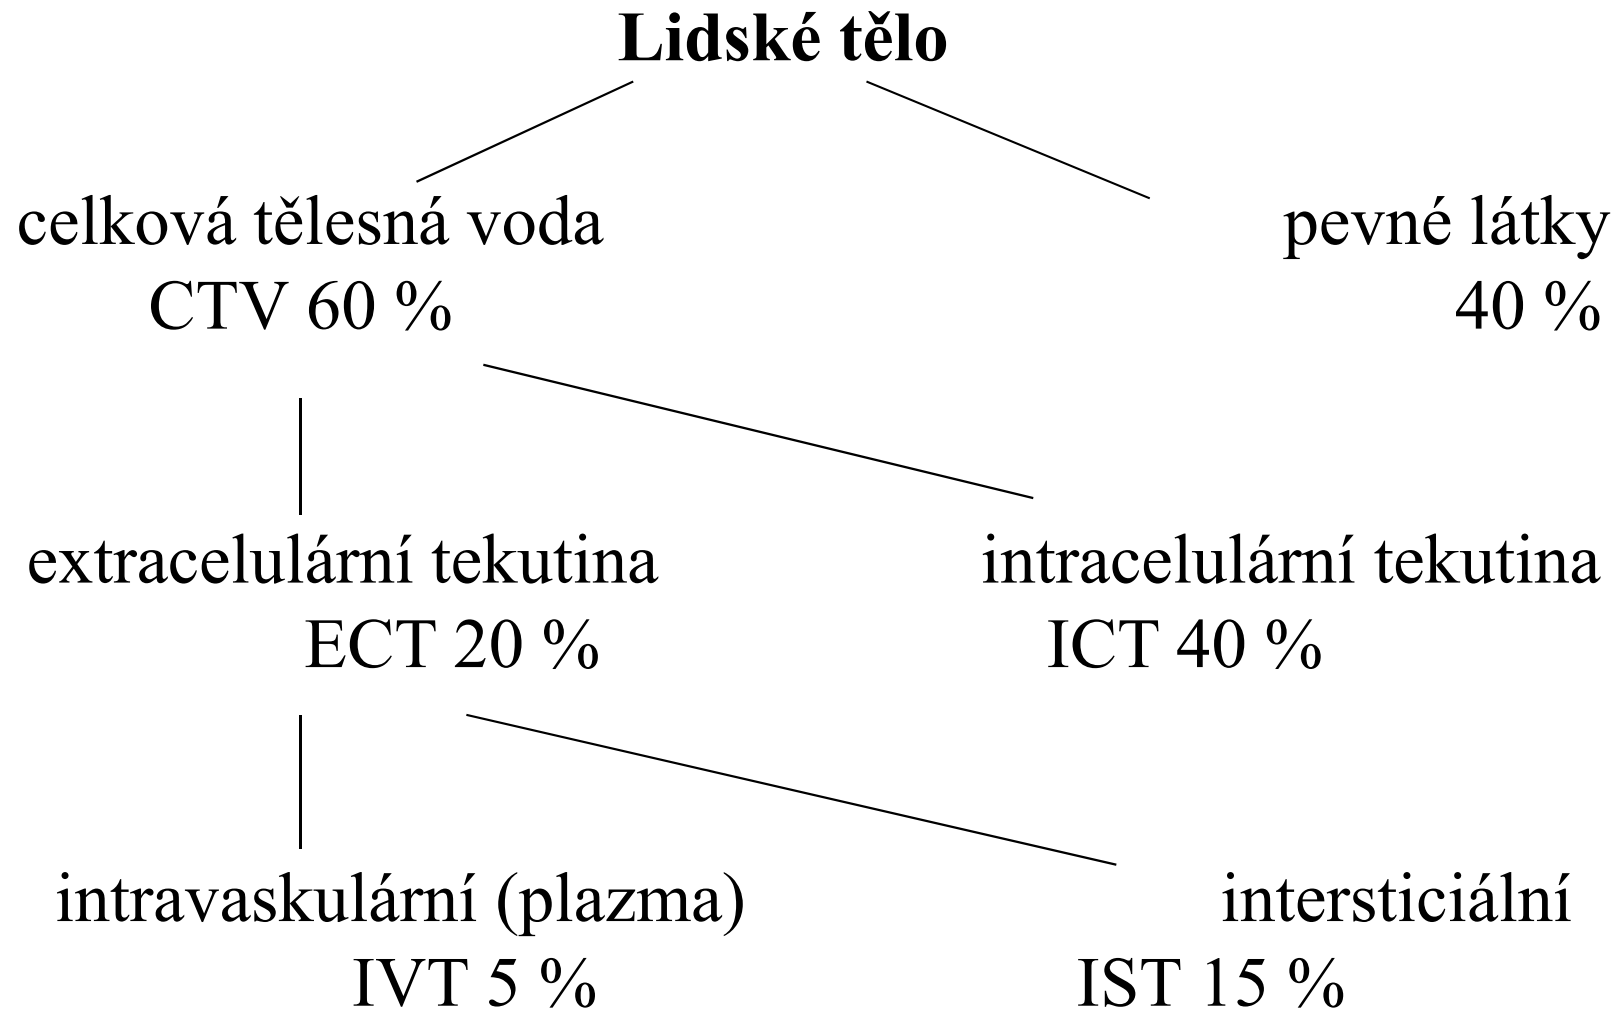 Lidské tělo
celková tělesná voda
CTV 60 %
pevné látky
40 %
extracelulární tekutina
ECT 20 %
intracelulární tekutina
ICT 40 %
intravaskulární (plazma)
IVT 5 %
intersticiální
IST 15 %